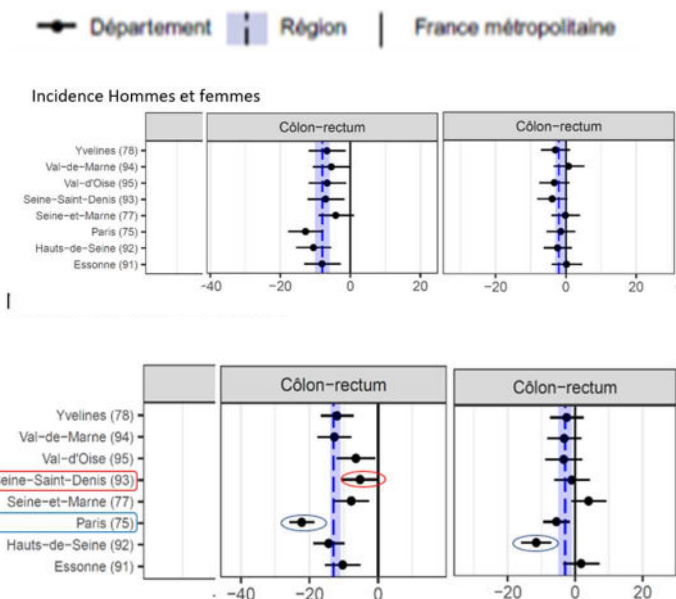 Département Région France métropolitaine
Incidence Hommes et femmes
Côlon-rectum Côlon-rectum
Yvelines (78)
Val-de-Marne (94)
Val-d'Oise (95)
Seine-Saint-Denis (93)
Seine-et-Marne (77)
Paris (75)
Hauts-de-Seine (92)
Essonne (91)
-40 -20 0 20 -20 0 20
Côlon-rectum Côlon-rectum
Yvelines (78)
Val-de-Marne (94)
Val-d'Oise (95)
Seine-Saint-Denis (93)
Seine-et-Marne (77)
Paris (75)
Hauts-de-Seine (92)
Essonne (91)
-40 -20 0 -20 0 20